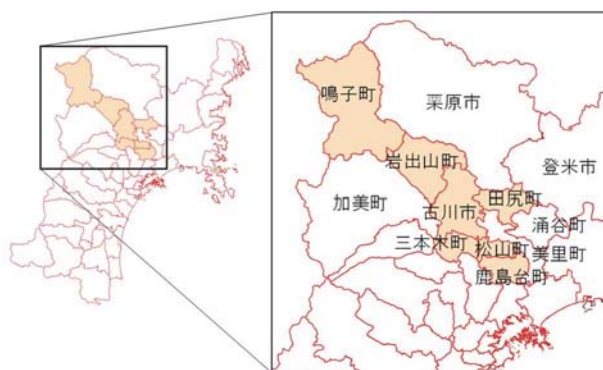 鳴子町
栗原市
岩出山町
登米市
加美町
田尻町
古川市
涌谷町
三本木町
松山町
美里町
鹿島台町